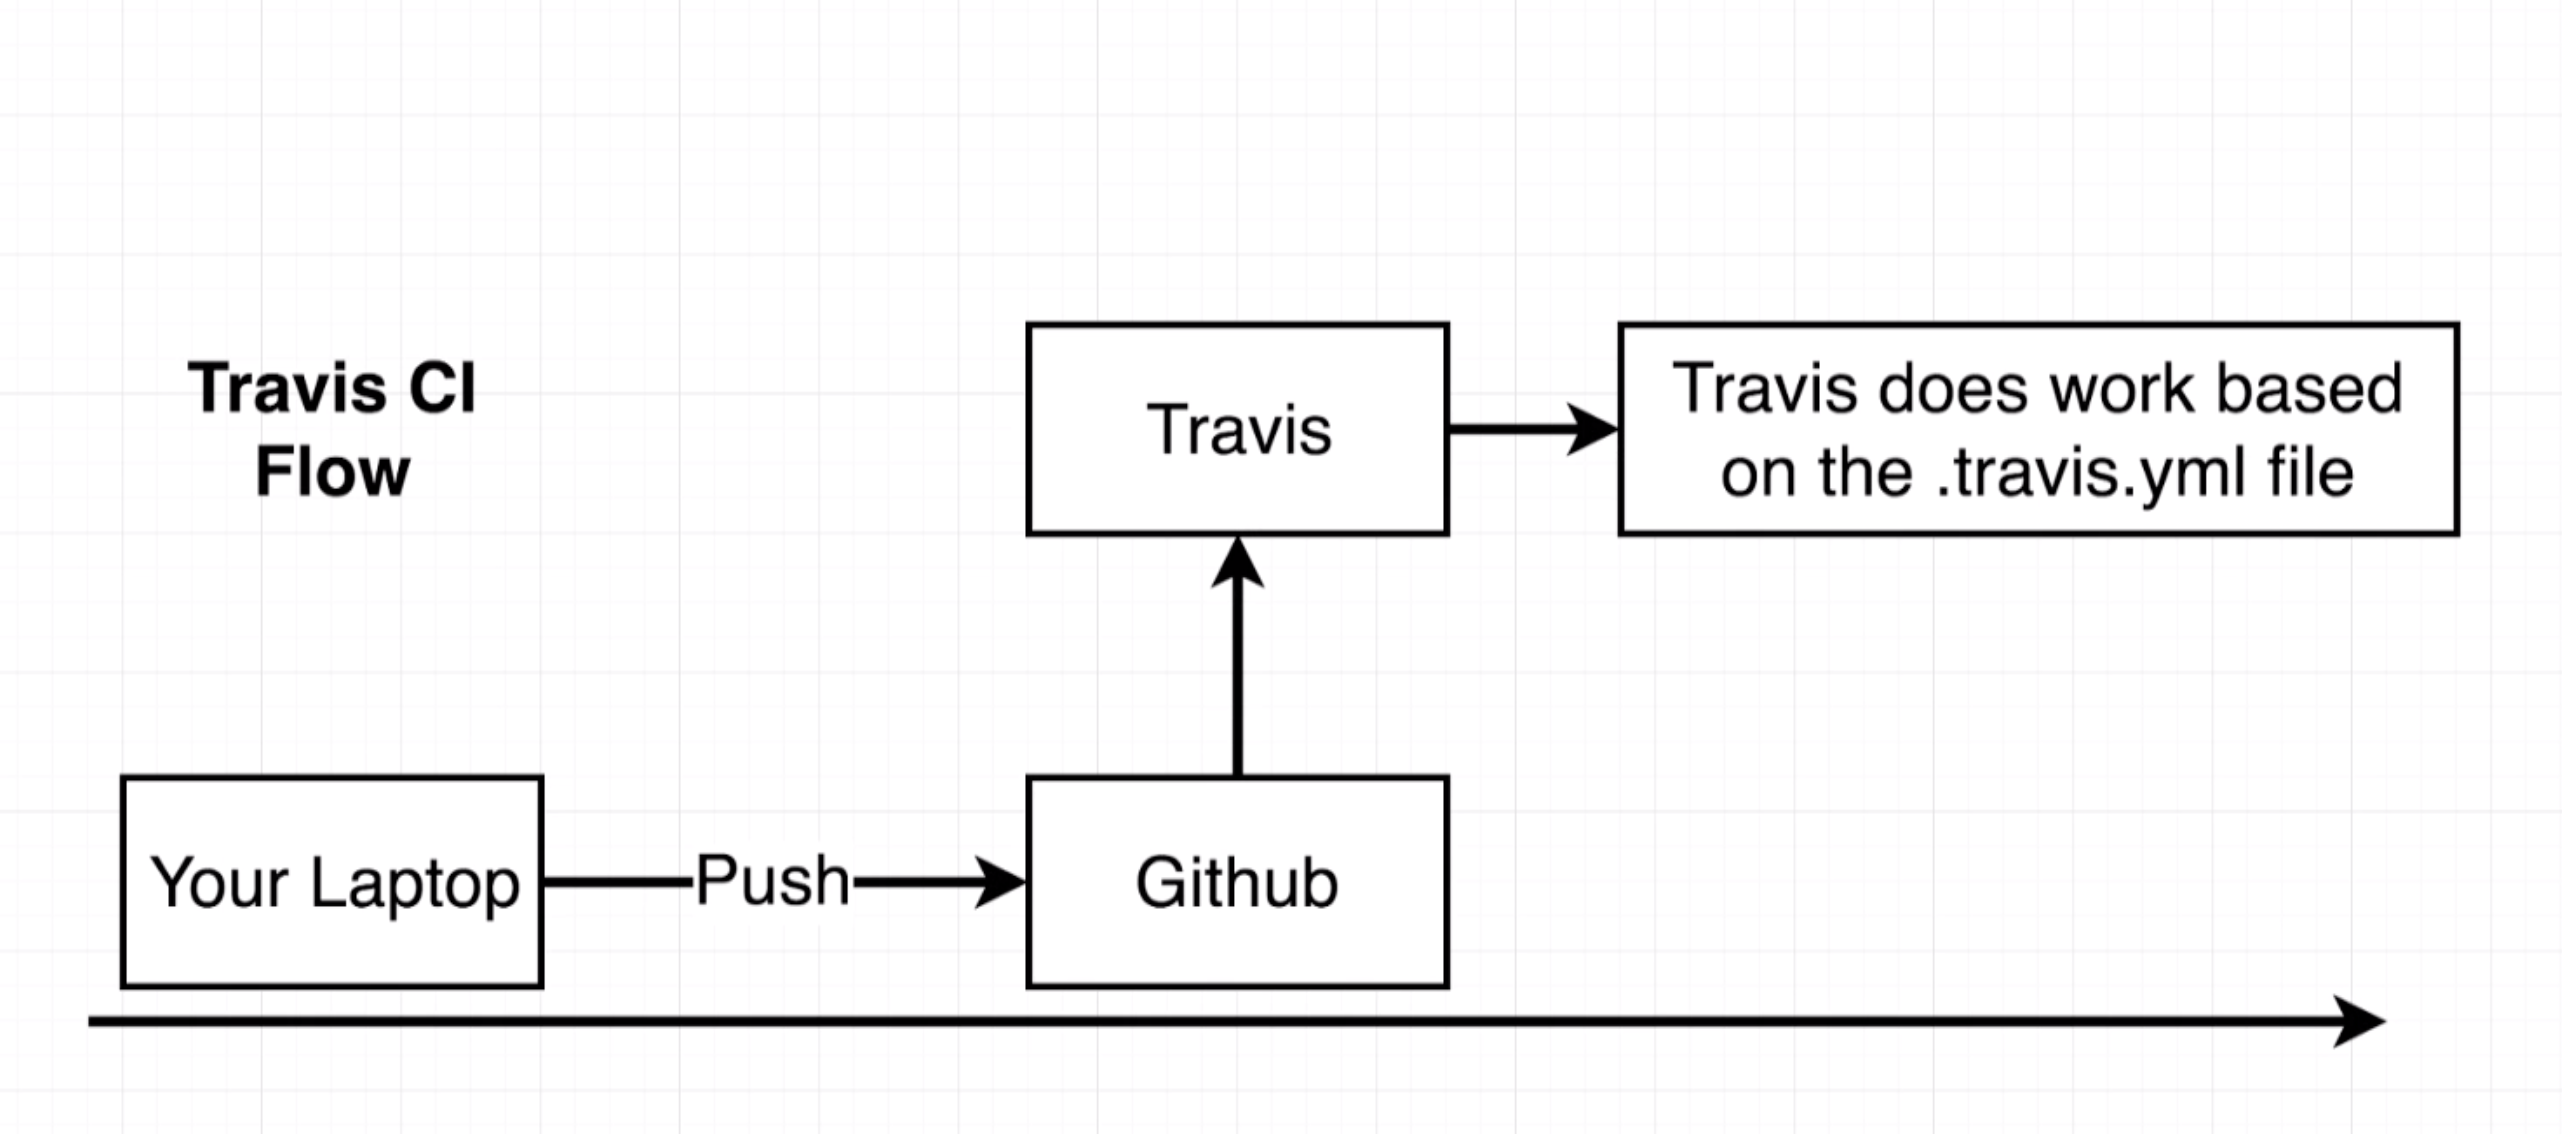 Travis CI
Flow
Travis
Travis does work based
on the .travis.yml file
Your Laptop
Push
Github